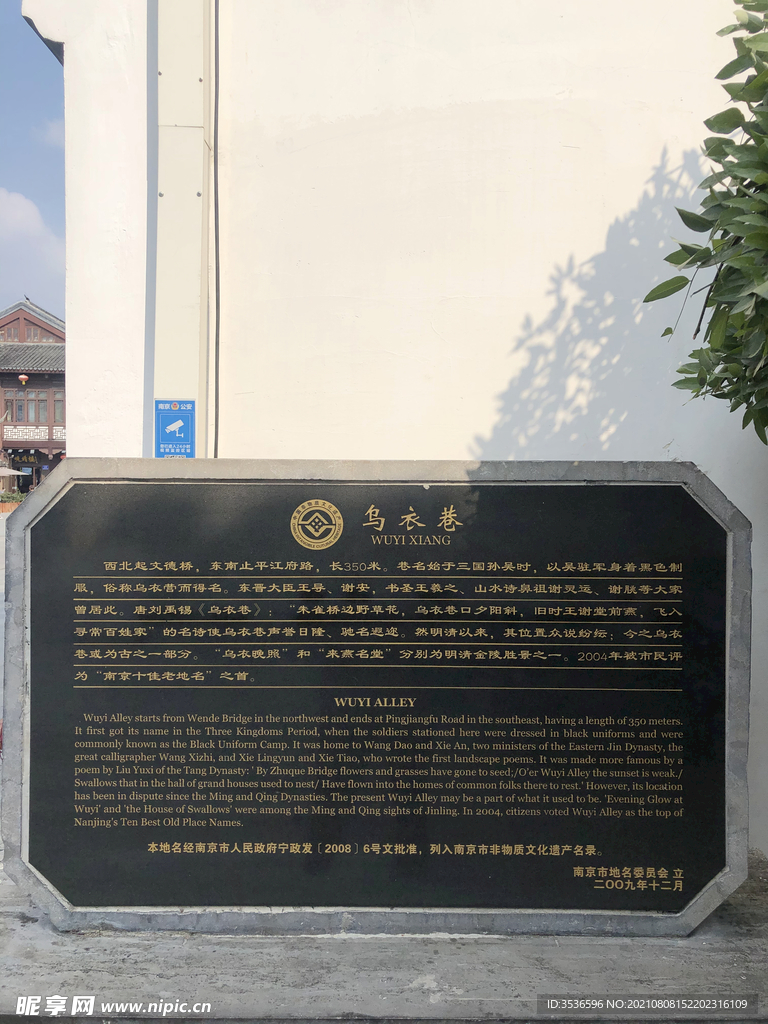 南京 公安
乌衣巷
WUYI XIANG
西北起文德桥，东南止平江府路，长350米。巷名始于三国孙吴时，以吴驻军身着黑色制
服，俗称乌衣营而得名。东晋大臣王导、谢安，书圣王羲之、山水诗鼻祖谢灵运、谢朓等大家
曾居此。唐刘禹锡《乌衣巷》：“朱雀桥边野草花，乌衣巷口夕阳斜，旧时王谢堂前燕，飞入
寻常百姓家”的名诗使乌衣巷声誉日隆、驰名遐迩。然明清以来，其位置众说纷纭；今之乌衣
巷或为古之一部分。“乌衣晚照”和“来燕名堂”分别为明清金陵胜景之一。2004年被市民评
为“南京十佳老地名”之首。
WUYI ALLEY
Wuyi Alley starts from Wende Bridge in the northwest and ends at Pingjiangfu Road in the southeast, having a length of 350 meters.
It first got its name in the Three Kingdoms Period, when the soldiers stationed here were dressed in black uniforms and were
commonly known as the Black Uniform Camp. It was home to Wang Dao and Xie An, two ministers of the Eastern Jin Dynasty, the
great calligrapher Wang Xizhi, and Xie Lingyun and Xie Tiao, who wrote the first landscape poems. It was made more famous by a
poem by Liu Yuxi of the Tang Dynasty: ' By Zhuque Bridge flowers and grasses have gone to seed;/O'er Wuyi Alley the sunset is weak./
Swallows that in the hall of grand houses used to nest/ Have flown into the homes of common folks there to rest.' However, its location
has been in dispute since the Ming and Qing Dynasties. The present Wuyi Alley may be a part of what it used to be. 'Evening Glow at
Wuyi' and 'the House of Swallows' were among the Ming and Qing sights of Jinling. In 2004, citizens voted Wuyi Alley as the top of
Nanjing's Ten Best Old Place Names.
本地名经南京市人民政府宁政发〔2008〕6号文批准，列入南京市非物质文化遗产名录。
南京市地名委员会 立
二〇〇九年十二月
昵享网 www.nipic.cn
ID:3536596 NO:20210808152202316109